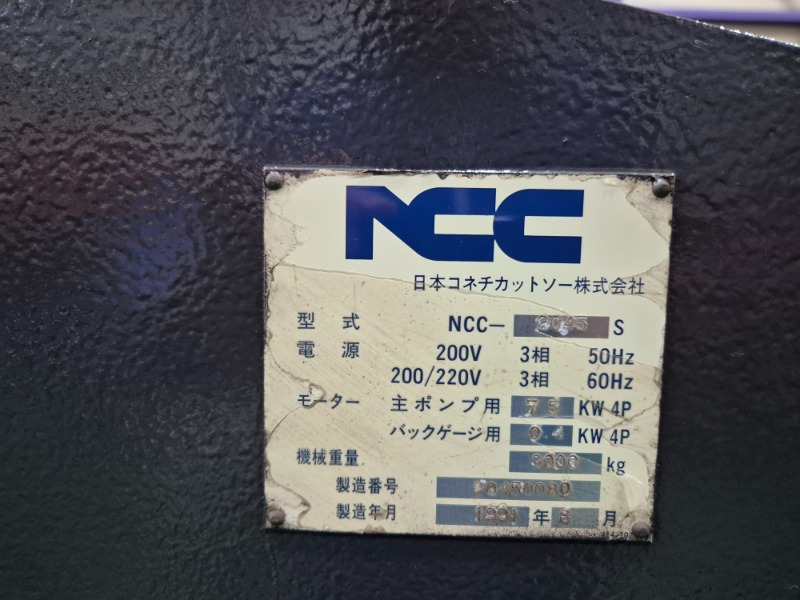 NCC
日本コネチカットソー株式会社
型式 NCC- S
電源 200V 3相 50Hz
200/220V 3相 60Hz
モーター 主ポンプ用 KW 4P
バックゲージ用 0.4 KW 4P
機械重量 kg
製造番号
製造年月 1991 年 月